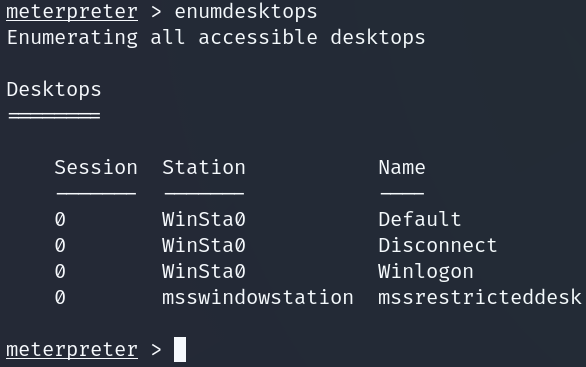 meterpreter > enumdesktops
Enumerating all accessible desktops
Desktops
========
Session  Station          Name
-------  -------          ----
0        WinSta0          Default
0        WinSta0          Disconnect
0        WinSta0          Winlogon
0        msswindowstation  mssrestricteddesk
meterpreter >